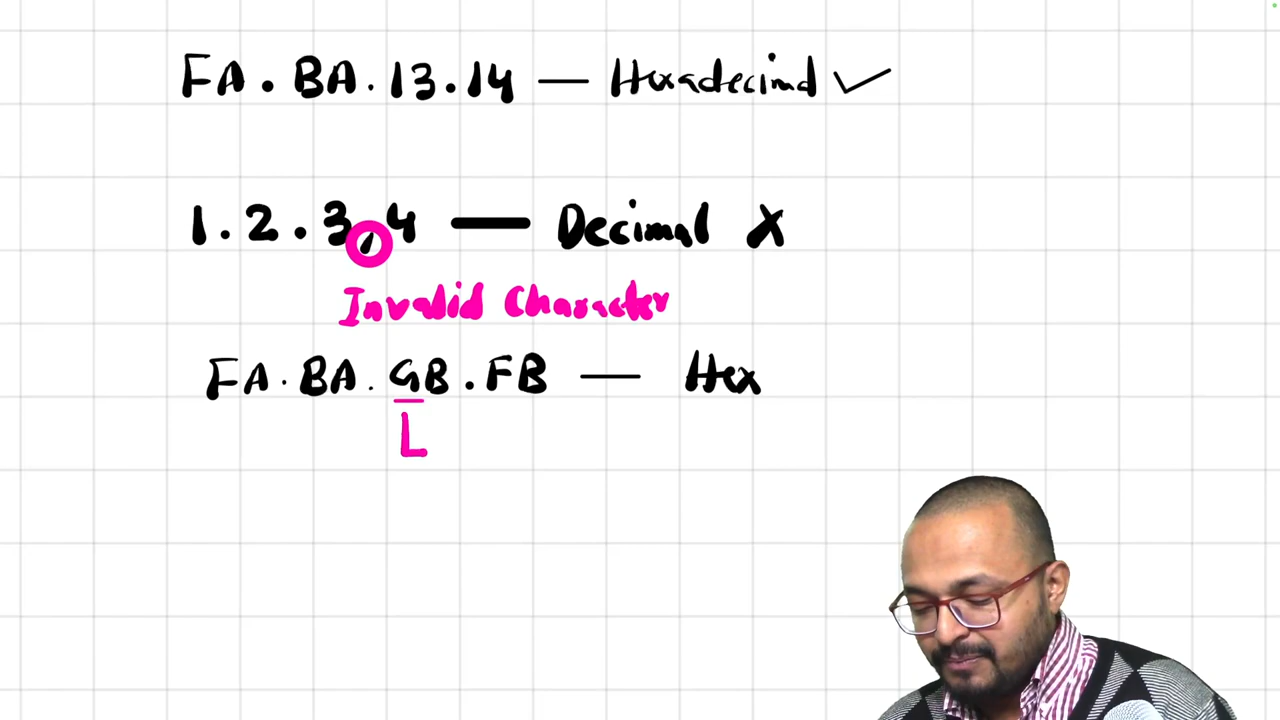 FA.BA.13.14 — Hexadecimal ✓
1.2.3,4 — Decimal X
Invalid Character
FA.BA.GB.FB — Hex
L